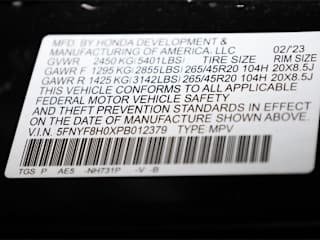 MFD. BY HONDA DEVELOPMENT &
MANUFACTURING OF AMERICA, LLC 02/23
GVWR 2450 KG(5401LBS) TIRE SIZE RIM SIZE
GAWR F 1295 KG(2855LBS) 265/45R20 104H 20X8.5J
GAWR R 1425 KG(3142LBS) 265/45R20 104H 20X8.5J
THIS VEHICLE CONFORMS TO ALL APPLICABLE
FEDERAL MOTOR VEHICLE SAFETY
AND THEFT PREVENTION STANDARDS IN EFFECT
ON THE DATE OF MANUFACTURE SHOWN ABOVE.
V.I.N. 5FNYF8H0XPB012379 TYPE:MPV
TGS P AE5 -NH731P -V -B